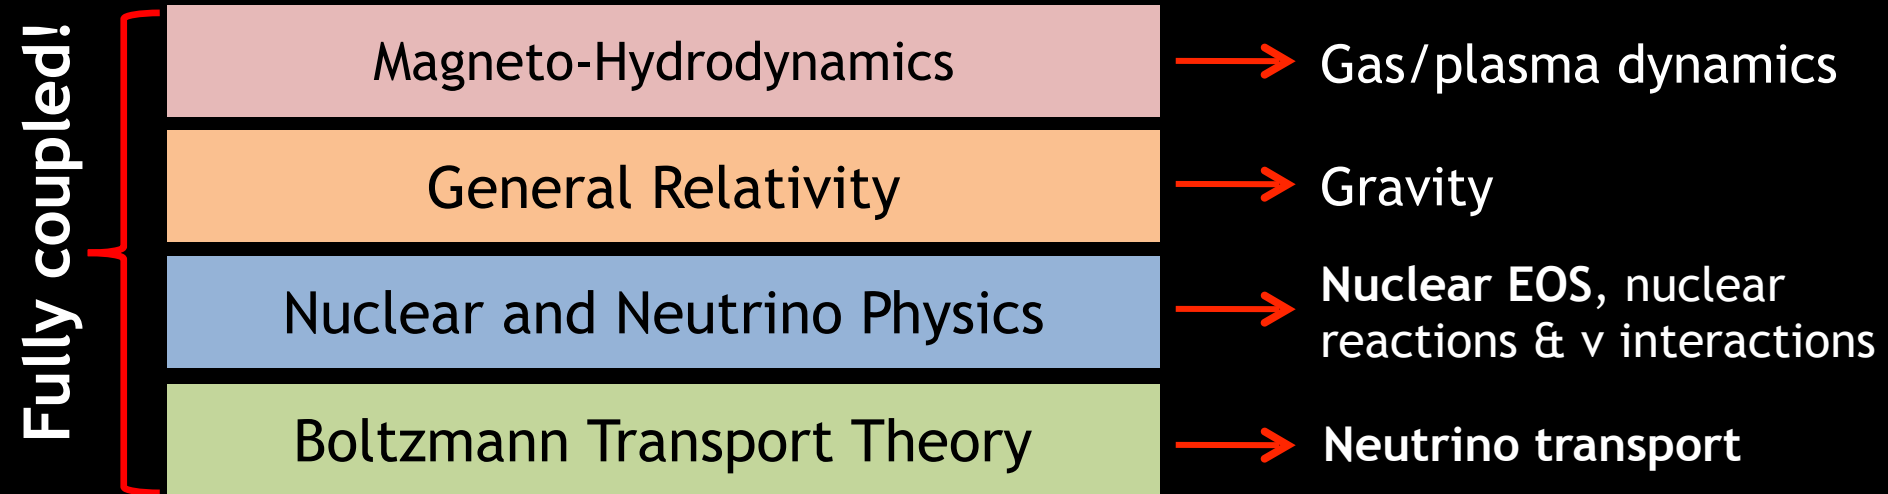 Fully coupled!
Magneto-Hydrodynamics
Gas/plasma dynamics
General Relativity
Gravity
Nuclear and Neutrino Physics
Nuclear EOS, nuclear
reactions & ν interactions
Boltzmann Transport Theory
Neutrino transport